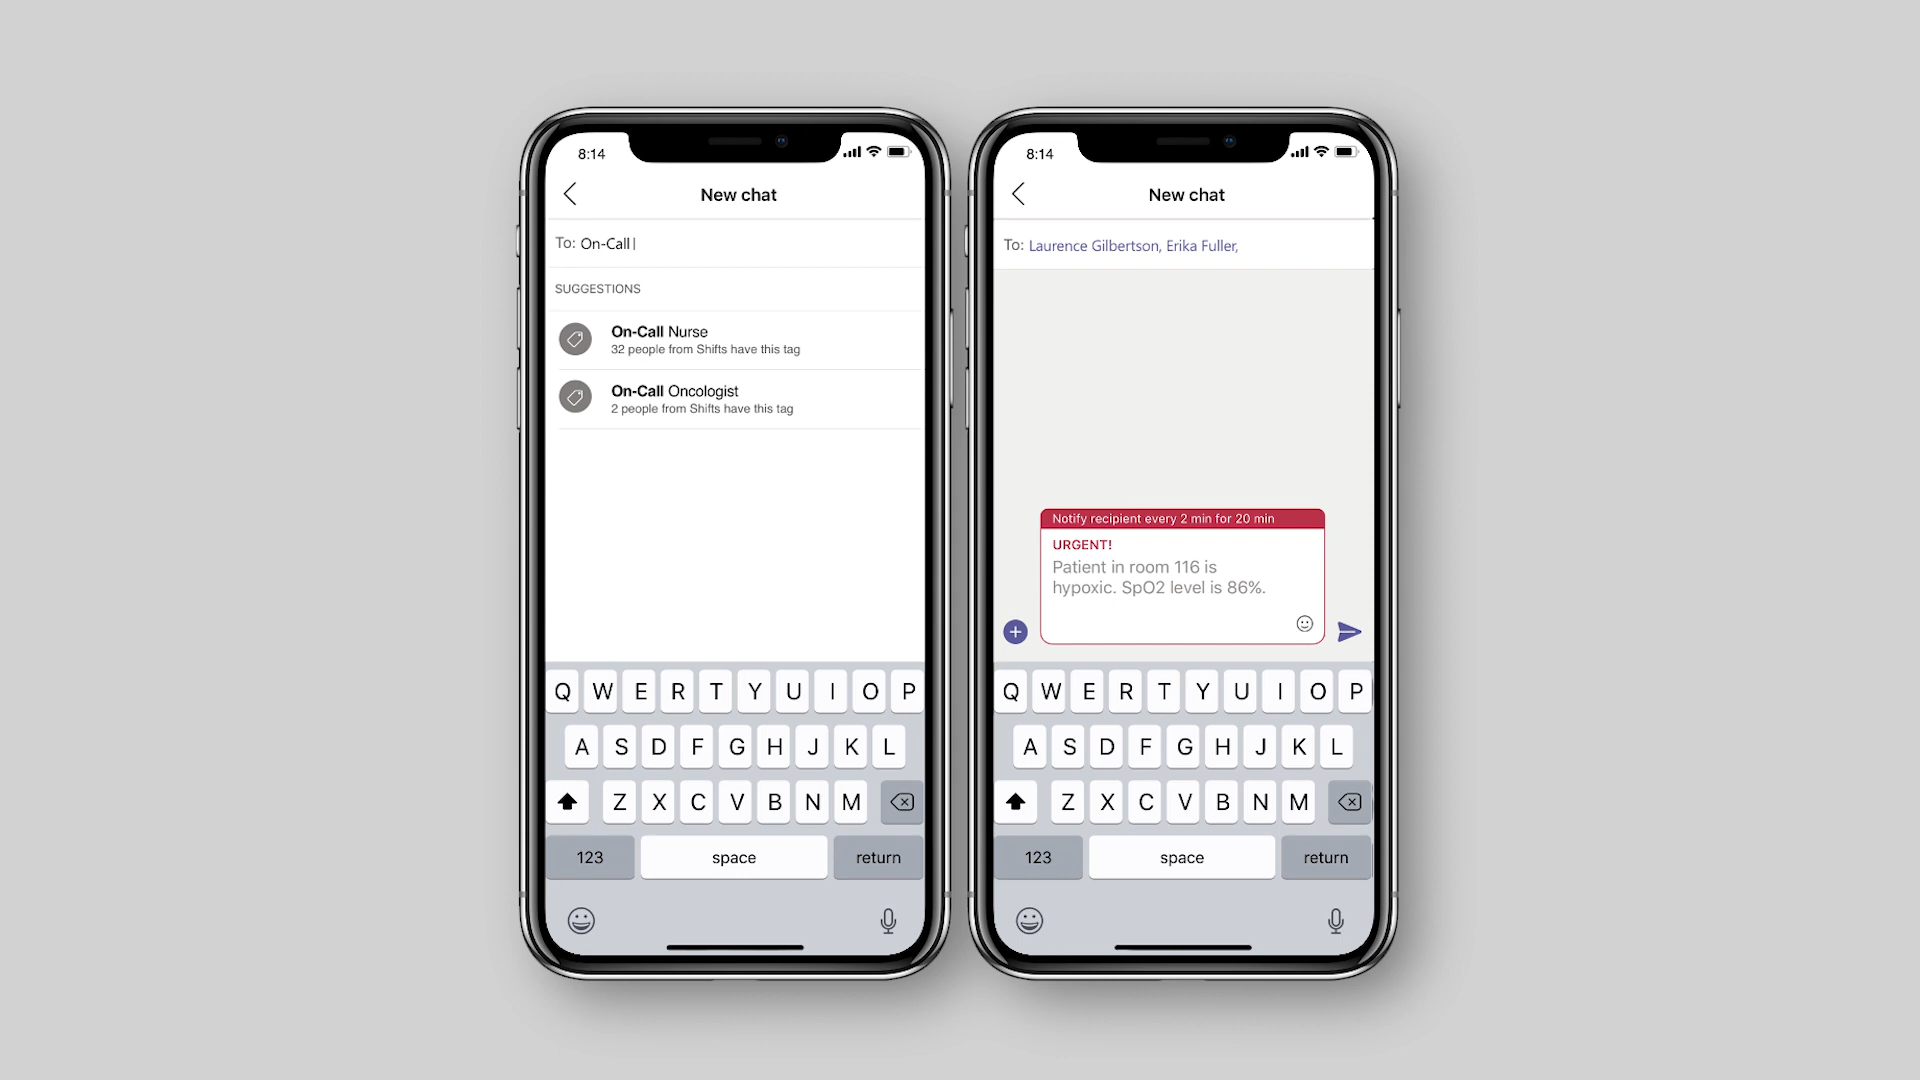 8:14
New chat
To: On-Call
SUGGESTIONS
On-Call Nurse
32 people from Shifts have this tag
On-Call Oncologist
2 people from Shifts have this tag
Q W E R T Y U I O P
A S D F G H J K L
Z X C V B N M
123 space return
8:14
New chat
To: Laurence Gilbertson, Erika Fuller,
Notify recipient every 2 min for 20 min
URGENT!
Patient in room 116 is
hypoxic. SpO2 level is 86%.
Q W E R T Y U I O P
A S D F G H J K L
Z X C V B N M
123 space return